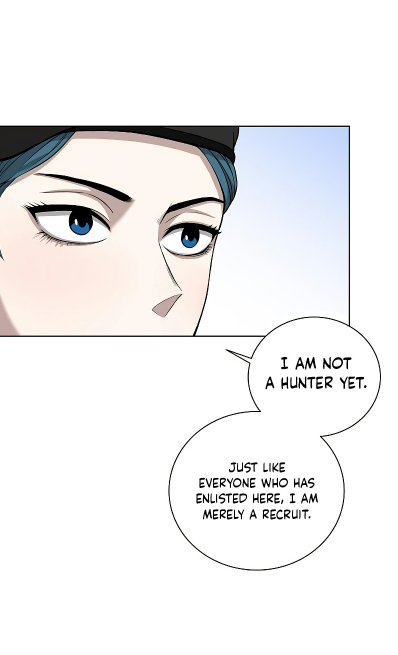 I AM NOT
A HUNTER YET.
JUST LIKE
EVERYONE WHO HAS
ENLISTED HERE, I AM
MERELY A RECRUIT.